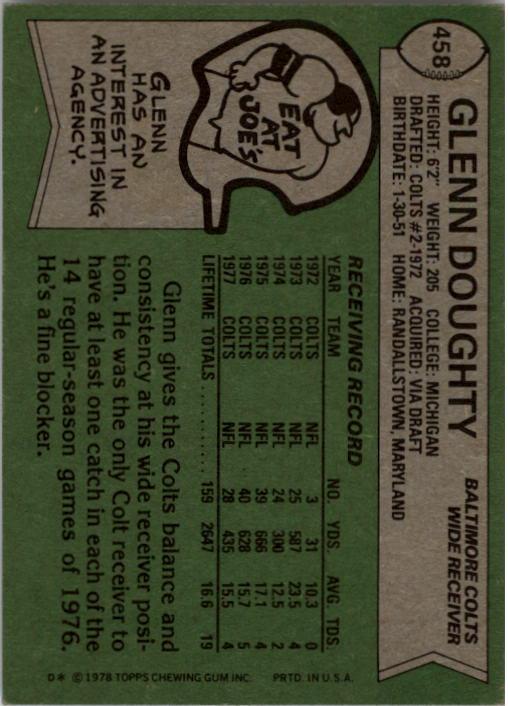 458
GLENN DOUGHTY
BALTIMORE COLTS
WIDE RECEIVER
HEIGHT: 6'2" WEIGHT: 205 COLLEGE: MICHIGAN
DRAFTED: COLTS #2-1972 ACQUIRED: VIA DRAFT
BIRTHDATE: 1-30-51 HOME: RANDALLSTOWN, MARYLAND
EAT
AT
JOE'S
GLENN
HAS AN
INTEREST IN
AN ADVERTISING
AGENCY.
RECEIVING RECORD
YEAR TEAM NO. YDS. AVG. TDS.
1972 COLTS NFL 3 31 10.3 0
1973 COLTS NFL 25 587 23.5 4
1974 COLTS NFL 24 300 12.5 2
1975 COLTS NFL 39 666 17.1 4
1976 COLTS NFL 40 628 15.7 5
1977 COLTS NFL 28 435 15.5 4
LIFETIME TOTALS .......... 159 2647 16.6 19
Glenn gives the Colts balance and
consistency at his wide receiver posi-
tion. He was the only Colt receiver to
have at least one catch in each of the
14 regular-season games of 1976.
He's a fine blocker.
D* © 1978 TOPPS CHEWING GUM INC. PRTD. IN U.S.A.